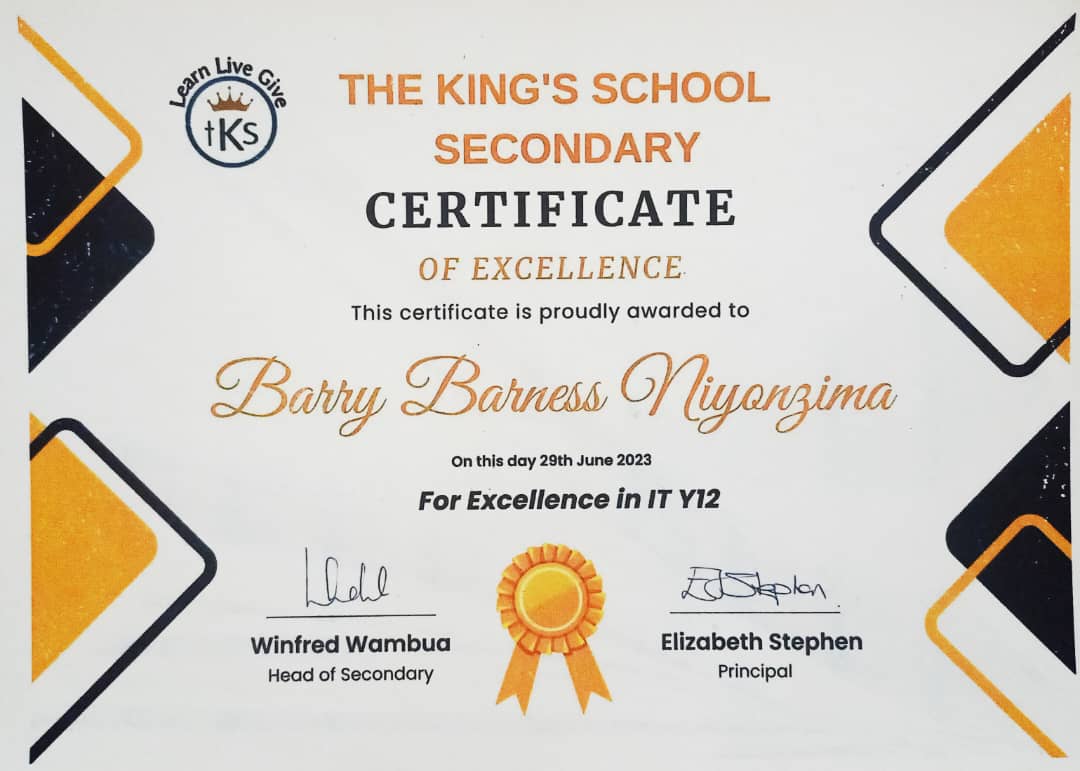 Learn Live Give
tKS
THE KING'S SCHOOL
SECONDARY
CERTIFICATE
OF EXCELLENCE
This certificate is proudly awarded to
Barry Barness Niyonzima
On this day 29th June 2023
For Excellence in IT Y12
EJStephen
Winfred Wambua
Head of Secondary
Elizabeth Stephen
Principal